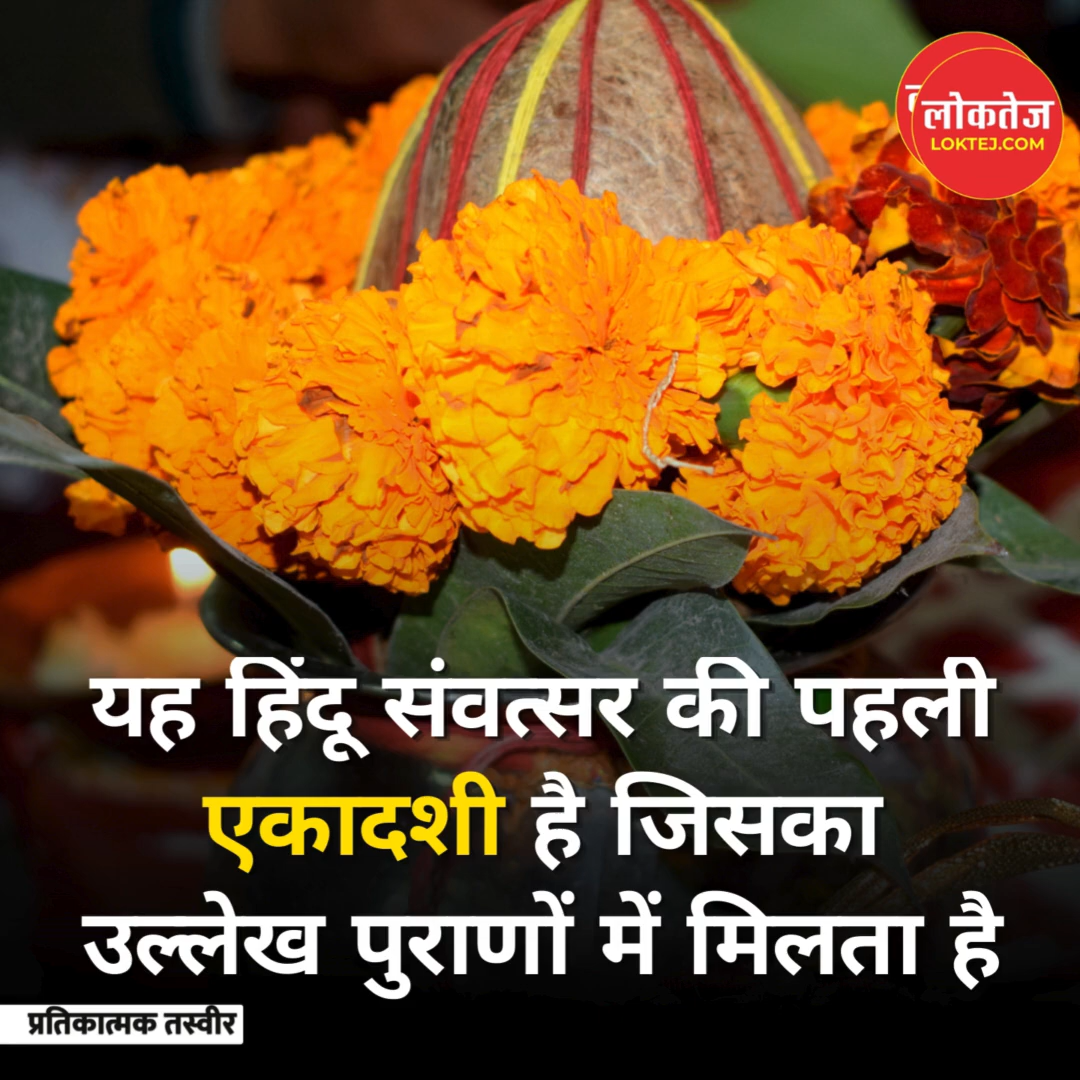 लोकतेज
LOKTEJ.COM
यह हिंदू संवत्सर की पहली
एकादशी है जिसका
उल्लेख पुराणों में मिलता है
प्रतिकात्मक तस्वीर